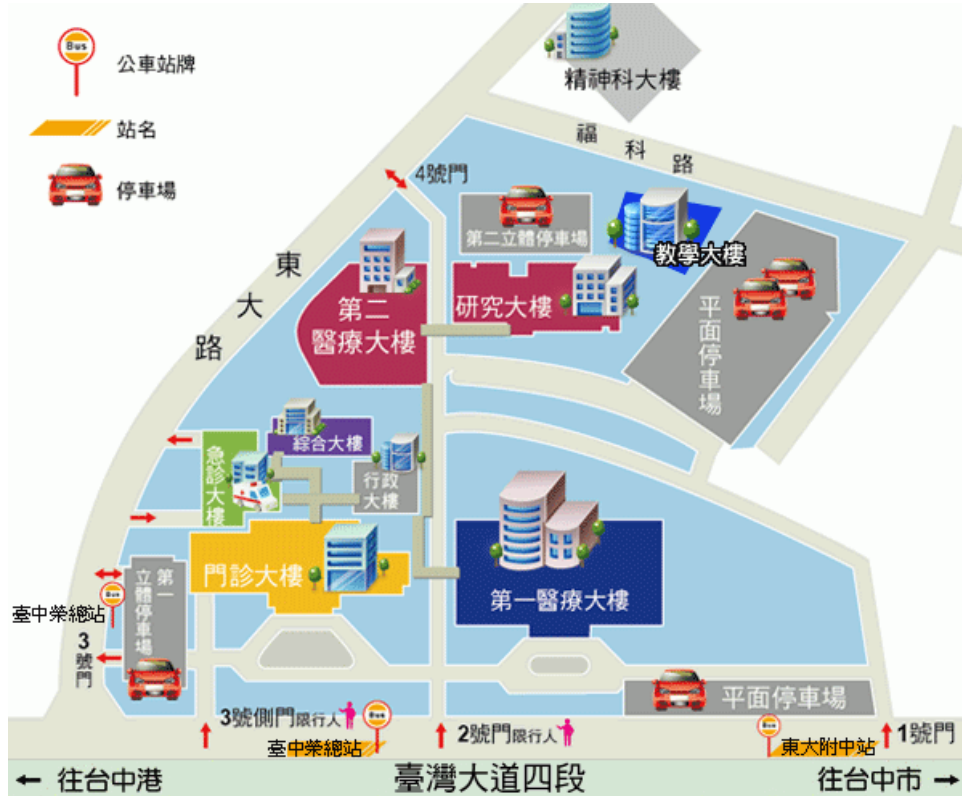 Bus
公車站牌
站名
停車場
精神科大樓
福科路
4號門
第二立體停車場
教學大樓
東大路
第二
醫療大樓
研究大樓
平面停車場
綜合大樓
急診大樓
行政
大樓
門診大樓
第一醫療大樓
第一
立體停車場
Bus
臺中榮總站
3
號
門
平面停車場
3號側門限行人
Bus
臺中榮總站
2號門限行人
Bus
東大附中站
1號門
往台中港
臺灣大道四段
往台中市